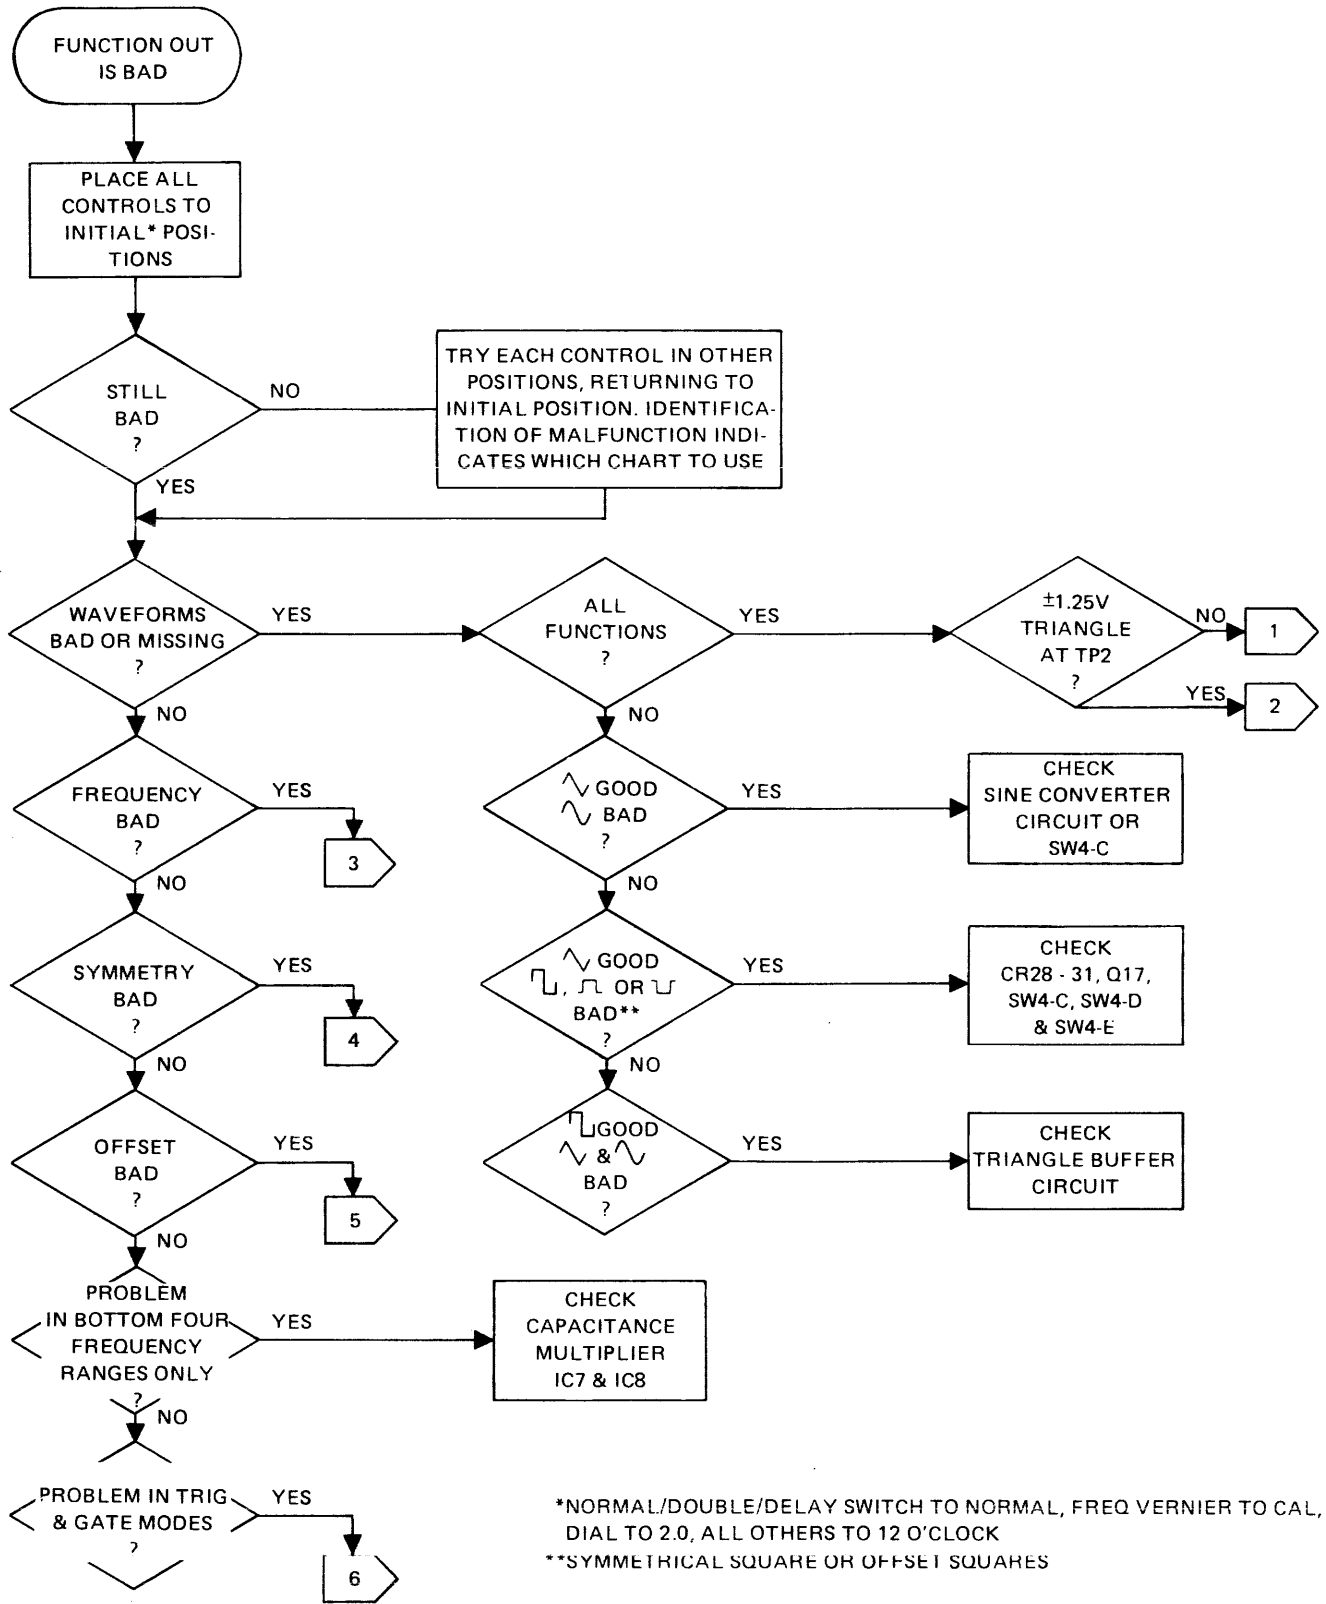 FUNCTION OUT
IS BAD
PLACE ALL
CONTROLS TO
INITIAL* POSI-
TIONS
STILL
BAD
?
NO
YES
TRY EACH CONTROL IN OTHER
POSITIONS, RETURNING TO
INITIAL POSITION. IDENTIFICA-
TION OF MALFUNCTION INDI-
CATES WHICH CHART TO USE
WAVEFORMS
BAD OR MISSING
?
YES
NO
ALL
FUNCTIONS
?
YES
NO
±1.25V
TRIANGLE
AT TP2
?
NO
1
YES
2
FREQUENCY
BAD
?
YES
3
NO
GOOD
BAD
?
YES
NO
CHECK
SINE CONVERTER
CIRCUIT OR
SW4-C
SYMMETRY
BAD
?
YES
4
NO
GOOD
, OR
BAD**
?
YES
NO
CHECK
CR28 - 31, Q17,
SW4-C, SW4-D
& SW4-E
OFFSET
BAD
?
YES
5
NO
GOOD
&
BAD
?
YES
CHECK
TRIANGLE BUFFER
CIRCUIT
PROBLEM
IN BOTTOM FOUR
FREQUENCY
RANGES ONLY
?
YES
NO
CHECK
CAPACITANCE
MULTIPLIER
IC7 & IC8
PROBLEM IN TRIG
& GATE MODES
?
YES
6
*NORMAL/DOUBLE/DELAY SWITCH TO NORMAL, FREQ VERNIER TO CAL,
DIAL TO 2.0, ALL OTHERS TO 12 O'CLOCK
**SYMMETRICAL SQUARE OR OFFSET SQUARES